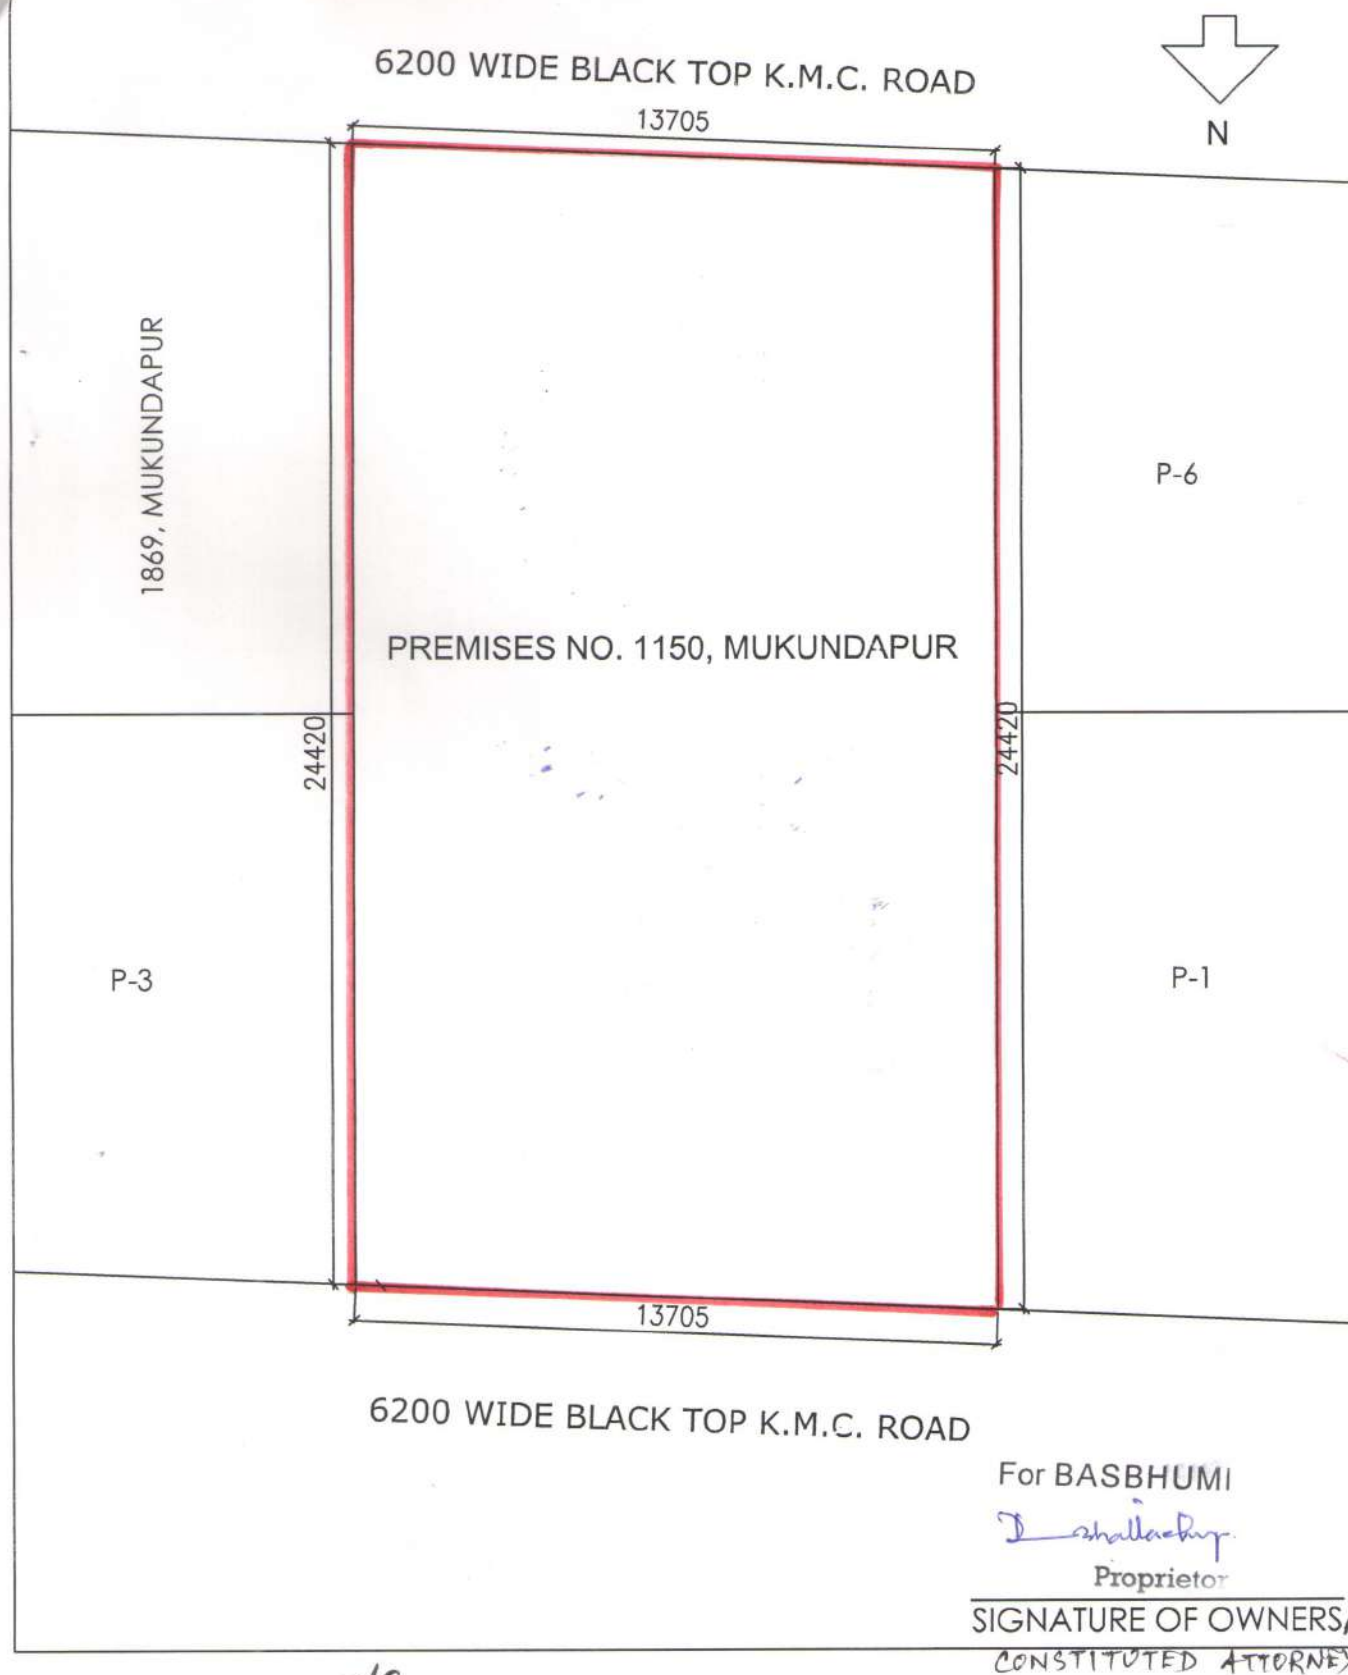 6200 WIDE BLACK TOP K.M.C. ROAD
N
13705
1869, MUKUNDAPUR
P-6
PREMISES NO. 1150, MUKUNDAPUR
24420
24420
P-3
P-1
13705
6200 WIDE BLACK TOP K.M.C. ROAD
For BASBHUMI
Proprietor
SIGNATURE OF OWNERS/
CONSTITUTED ATTORNEY